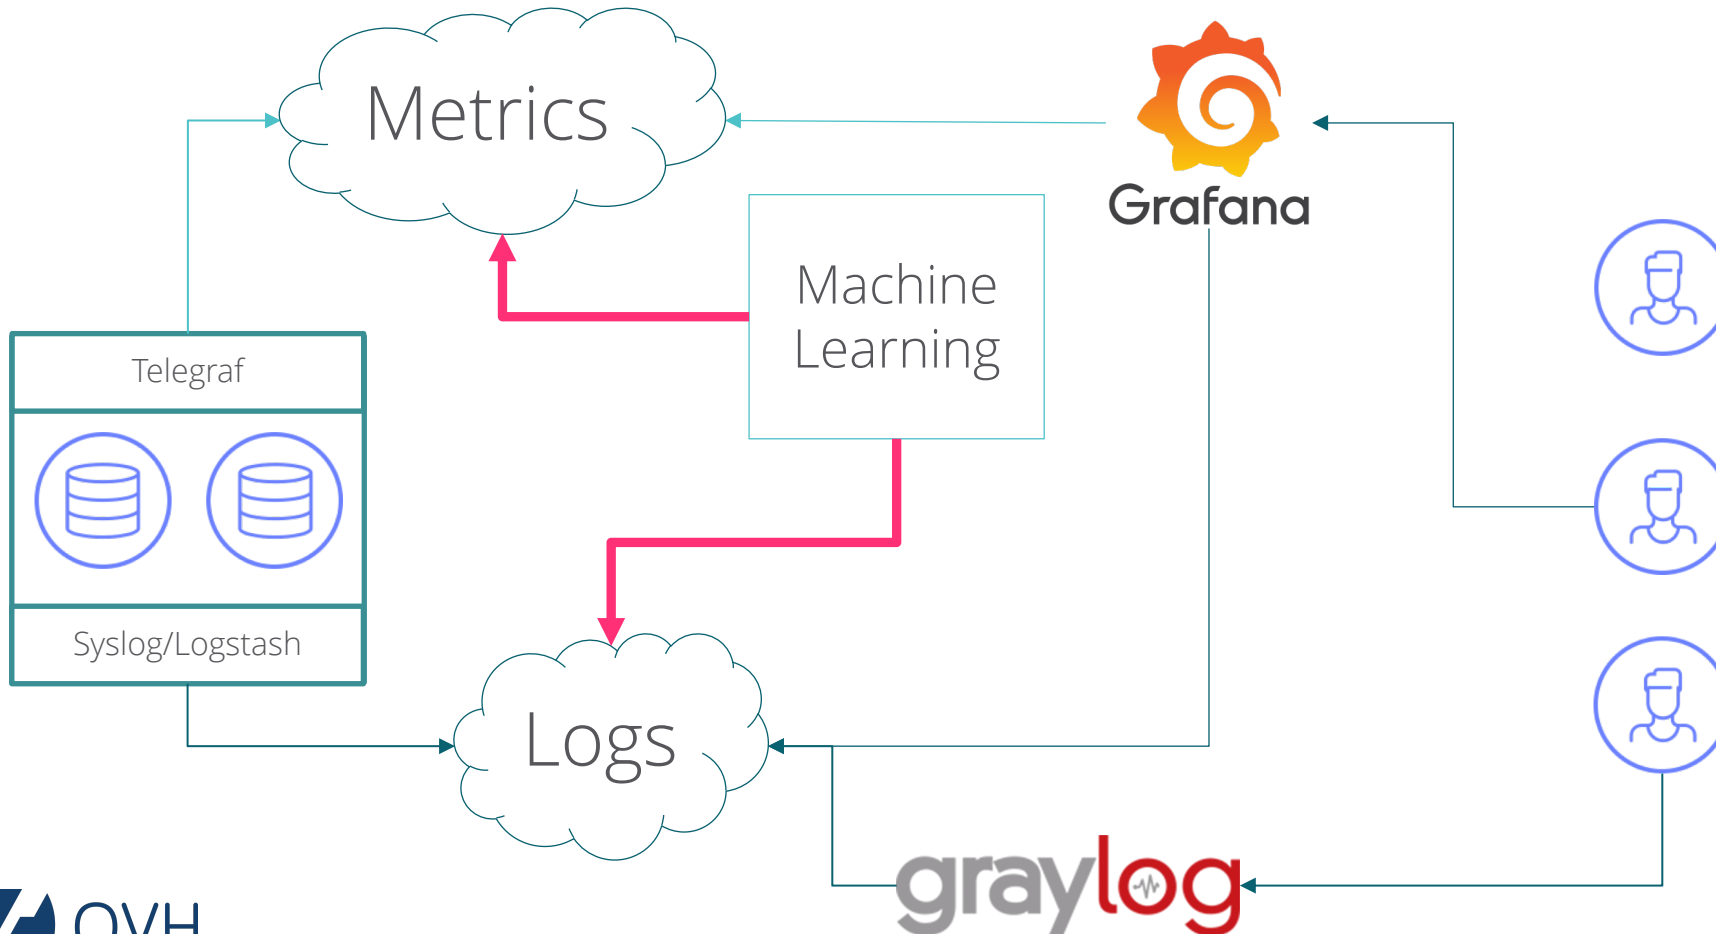 Metrics
Grafana
Machine
Learning
Telegraf
Syslog/Logstash
Logs
graylog
OVH